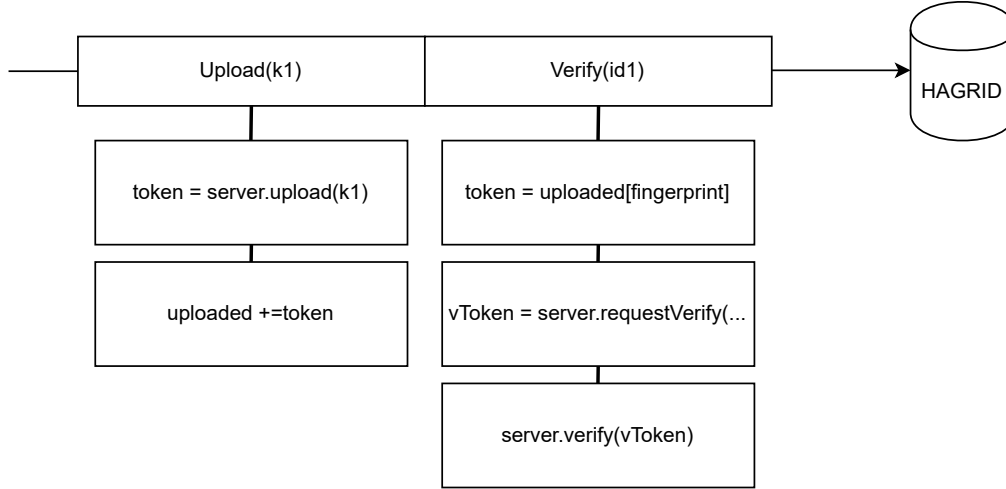 Upload(k1)
Verify(id1)
HAGRID
token = server.upload(k1)
token = uploaded[fingerprint]
uploaded +=token
vToken = server.requestVerify(...
server.verify(vToken)